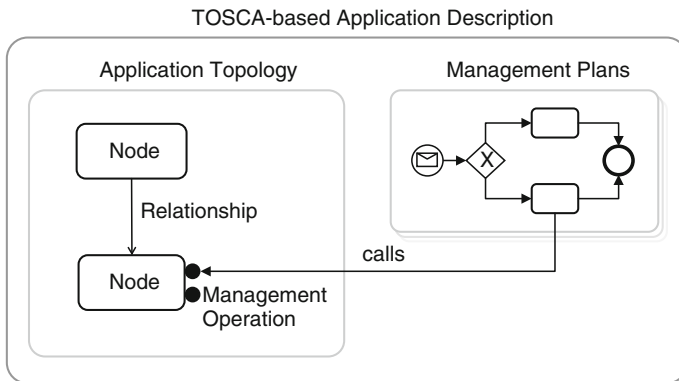 TOSCA-based Application Description
Application Topology
Management Plans
Node
X
Relationship
calls
Node
Management
Operation